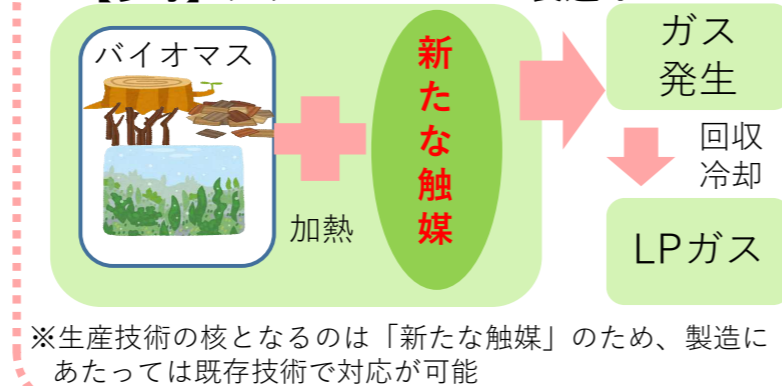 バイオマス
新たな触媒
加熱
ガス
発生
回収
冷却
LPガス
※生産技術の核となるのは「新たな触媒」のため、製造に
あたっては既存技術で対応が可能